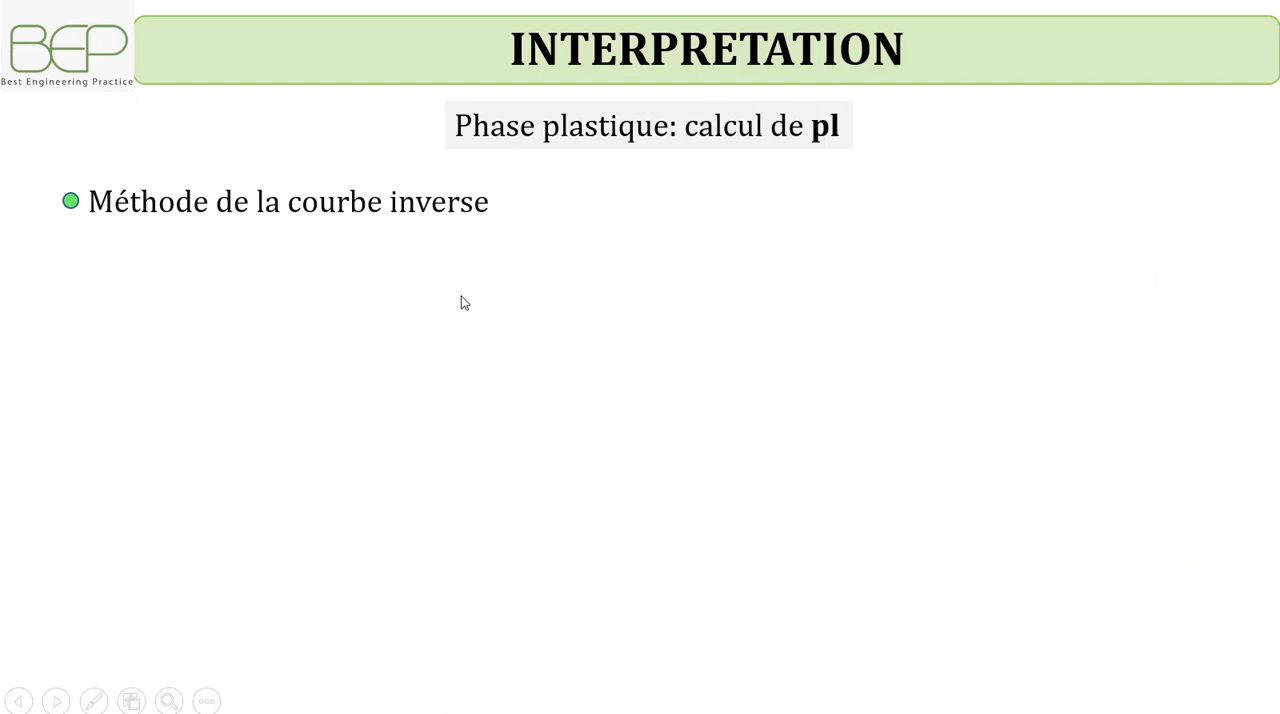 BEP
Best Engineering Practice
INTERPRETATION
Phase plastique: calcul de pl
Méthode de la courbe inverse